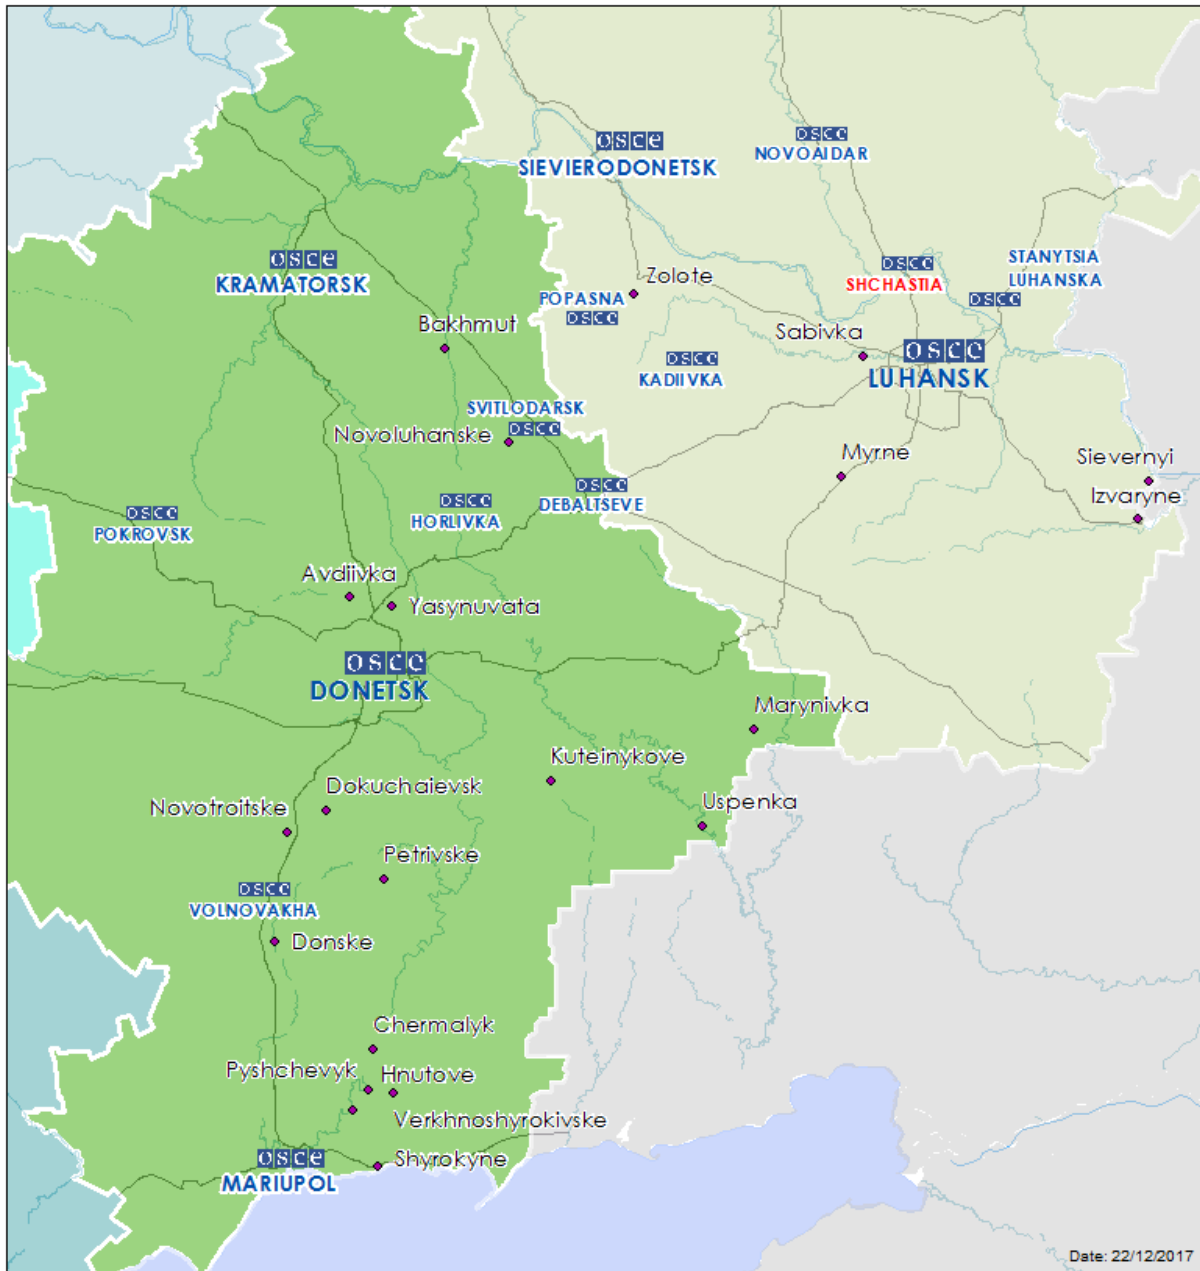 osce
SIEVIERODONETSK
osce
NOVOAIDAR
osce
KRAMATORSK
osce
SHCHASTIA
STANYTSIA
LUHANSKA
osce
Zolote
POPASNA
osce
Bakhmut
Sabivka
osce
LUHANSK
osce
KADIIVKA
SVITLODARSK
osce
Novoluhanske
Myrne
Sievernyi
Izvaryne
osce
DEBALTSEVE
osce
HORLIVKA
osce
POKROVSK
Avdiivka
Yasynuvata
osce
DONETSK
Marynivka
Kuteinykove
Uspenka
Dokuchaievsk
Novotroitske
Petrivske
osce
VOLNOVAKHA
Donske
Chermalyk
Pyshchevyk
Hnutove
Verkhnoshyrokivske
Shyrokyne
osce
MARIUPOL
Date: 22/12/2017